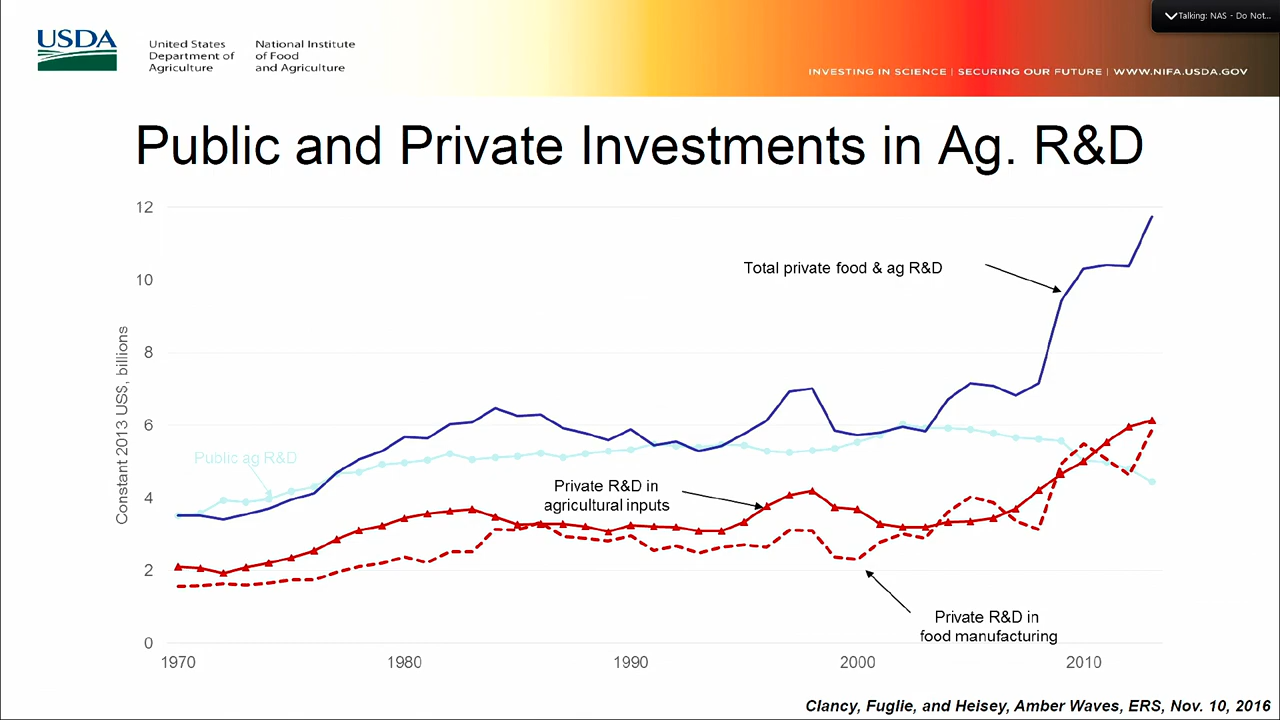 Talking: NAS - Do Not...
USDA
United States
Department of
Agriculture
National Institute
of Food
and Agriculture
INVESTING IN SCIENCE | SECURING OUR FUTURE | WWW.NIFA.USDA.GOV
Public and Private Investments in Ag. R&D
Constant 2013 US$, billions
12
10
8
6
4
2
0
Total private food & ag R&D
Public ag R&D
Private R&D in
agricultural inputs
Private R&D in
food manufacturing
1970
1980
1990
2000
2010
Clancy, Fuglie, and Heisey, Amber Waves, ERS, Nov. 10, 2016